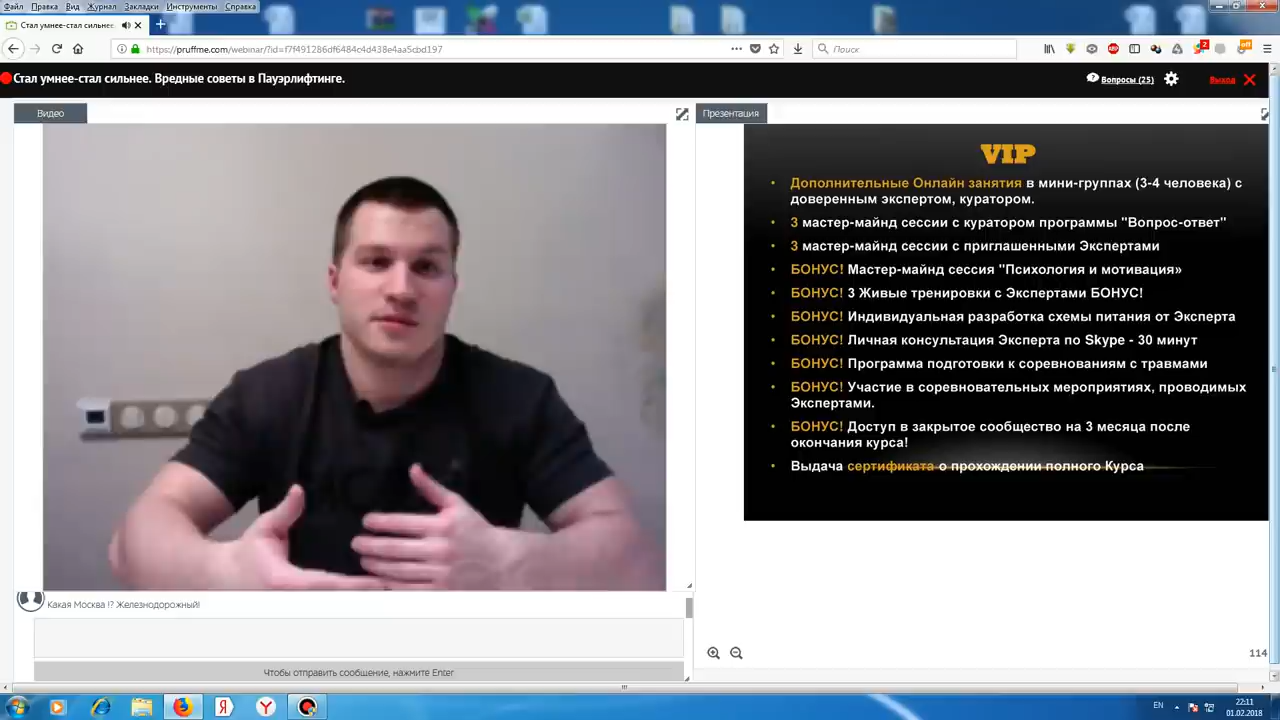 Файл Правка Вид Журнал Закладки Инструменты Справка
Стал умнее-стал сильнее.
https://pruffme.com/webinar/?id=f7f491286df6484c4d438e4aa5cbd197
Поиск
2
off
Стал умнее-стал сильнее. Вредные советы в Пауэрлифтинге.
Вопросы (25)
Выход
Видео
Презентация
VIP
• Дополнительные Онлайн занятия в мини-группах (3-4 человека) с
доверенным экспертом, куратором.
• 3 мастер-майнд сессии с куратором программы "Вопрос-ответ"
• 3 мастер-майнд сессии с приглашенными Экспертами
• БОНУС! Мастер-майнд сессия "Психология и мотивация»
• БОНУС! 3 Живые тренировки с Экспертами БОНУС!
• БОНУС! Индивидуальная разработка схемы питания от Эксперта
• БОНУС! Личная консультация Эксперта по Skype - 30 минут
• БОНУС! Программа подготовки к соревнованиям с травмами
• БОНУС! Участие в соревновательных мероприятиях, проводимых
Экспертами.
• БОНУС! Доступ в закрытое сообщество на 3 месяца после
окончания курса!
• Выдача сертификата о прохождении полного Курса
Какая Москва !? Железнодорожный!
Чтобы отправить сообщение, нажмите Enter
114
EN
22:11
01.02.2018